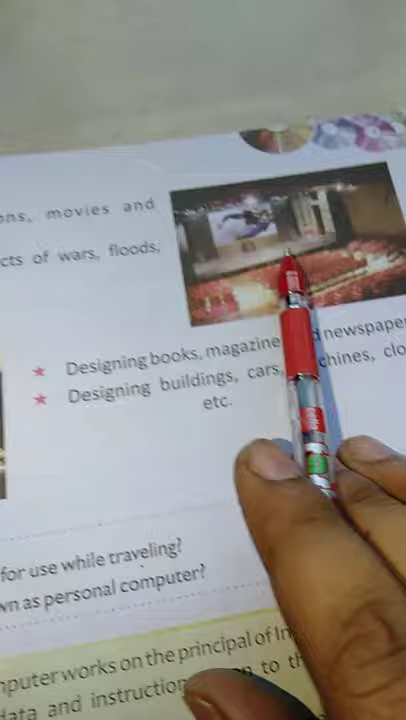 ons, movies and
cts of wars, floods,
★ Designing books, magazine newspaper
★ Designing buildings, cars, chines, clo
etc.
for use while traveling?
wn as personal computer?
mputer works on the principal of In
data and instruction to th
cello